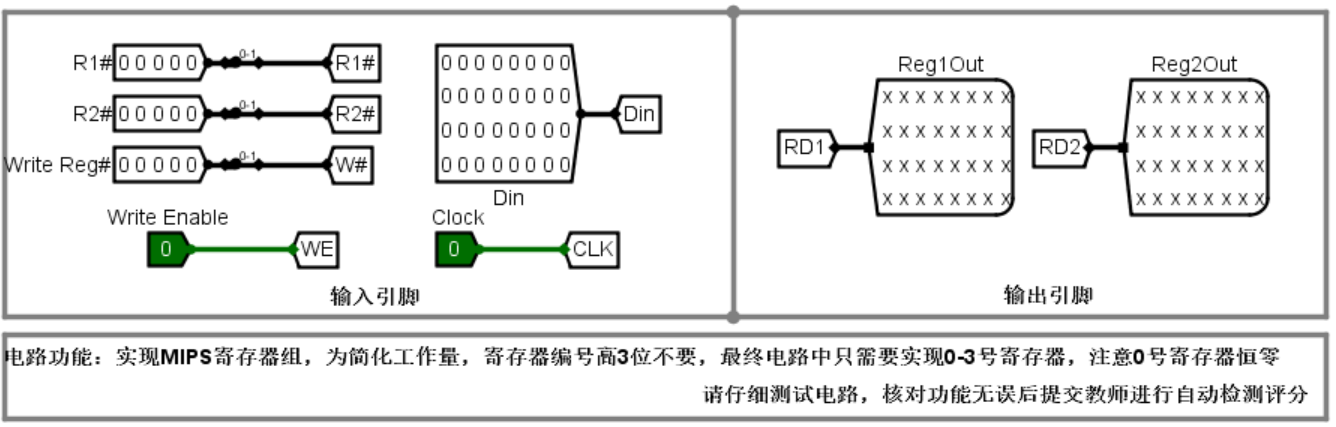 R1# 0 0 0 0 0 0-1 R1#
R2# 0 0 0 0 0 0-1 R2#
Write Reg# 0 0 0 0 0 0-1 W#
Write Enable
0 WE
0 0 0 0 0 0 0 0
0 0 0 0 0 0 0 0
0 0 0 0 0 0 0 0
0 0 0 0 0 0 0 0
Din
Din
Clock
0 CLK
输入引脚
Reg1Out
RD1
X X X X X X X X
X X X X X X X X
X X X X X X X X
X X X X X X X X
Reg2Out
RD2
X X X X X X X X
X X X X X X X X
X X X X X X X X
X X X X X X X X
输出引脚
电路功能：实现MIPS寄存器组，为简化工作量，寄存器编号高3位不要，最终电路中只需要实现0-3号寄存器，注意0号寄存器恒零
请仔细测试电路，核对功能无误后提交教师进行自动检测评分